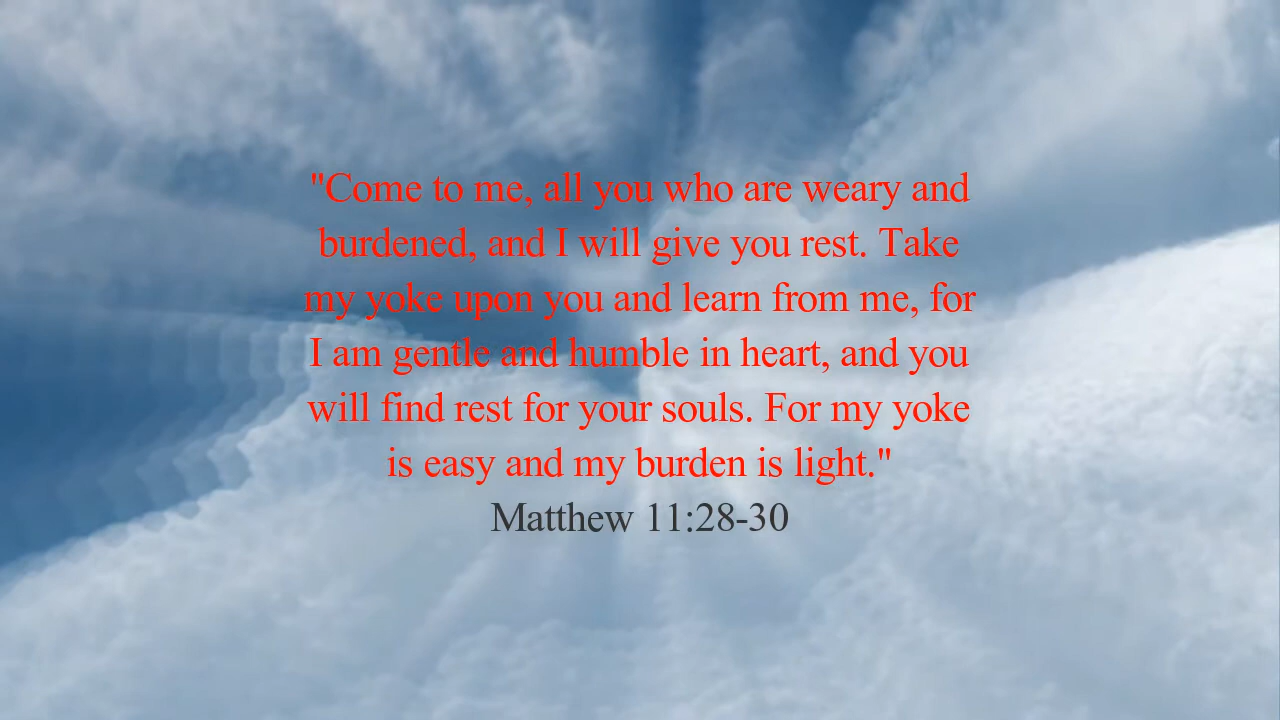 "Come to me, all you who are weary and
burdened, and I will give you rest. Take
my yoke upon you and learn from me, for
I am gentle and humble in heart, and you
will find rest for your souls. For my yoke
is easy and my burden is light."
Matthew 11:28-30